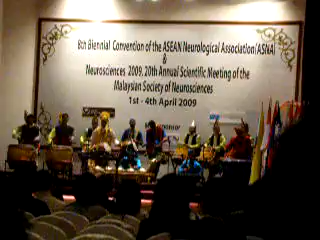 8th Biennial Convention of the ASEAN Neurological Association(ASNA)
&
Neurosciences 2009, 20th Annual Scientific Meeting of the
Malaysian Society of Neurosciences
1st - 4th April 2009